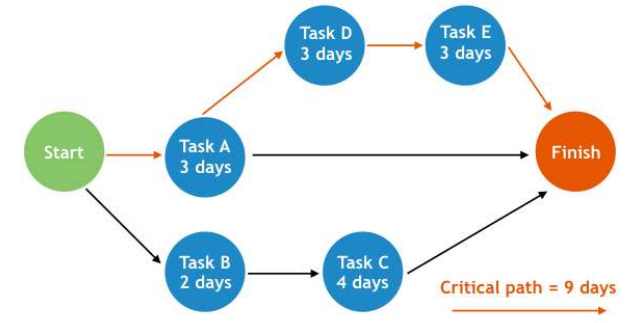 Task D
3 days
Task E
3 days
Start
Task A
3 days
Finish
Task B
2 days
Task C
4 days
Critical path = 9 days